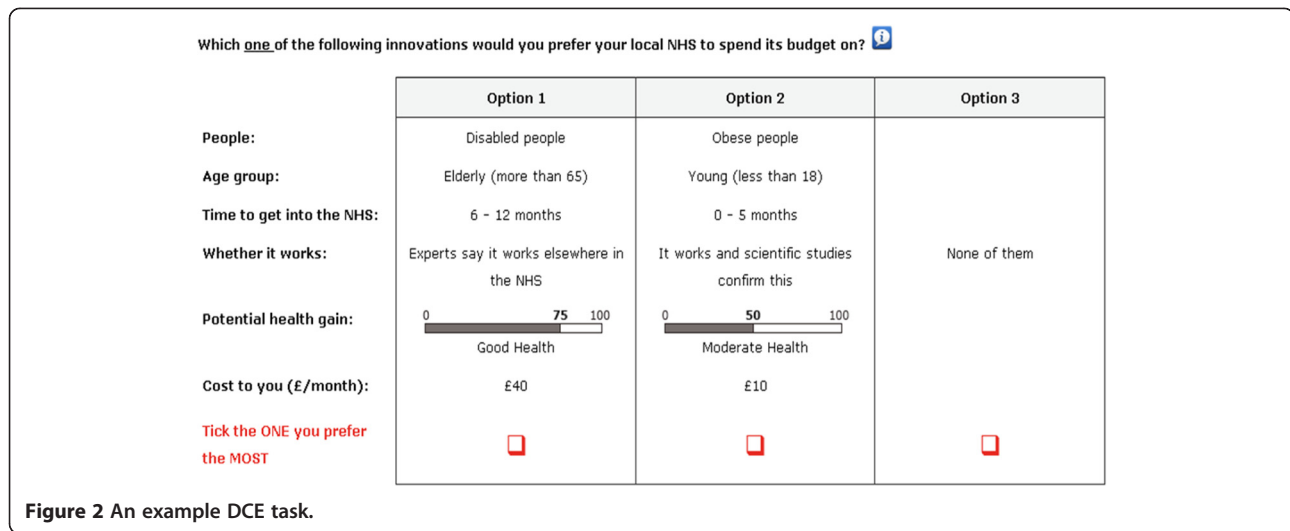 Which one of the following innovations would you prefer your local NHS to spend its budget on?
Option 1 Option 2 Option 3
People: Disabled people Obese people
Age group: Elderly (more than 65) Young (less than 18)
Time to get into the NHS: 6 - 12 months 0 - 5 months
Whether it works: Experts say it works elsewhere in It works and scientific studies None of them
the NHS confirm this
Potential health gain: 0 75 100 0 50 100
Good Health Moderate Health
Cost to you (£/month): £40 £10
Tick the ONE you prefer
the MOST
Figure 2 An example DCE task.